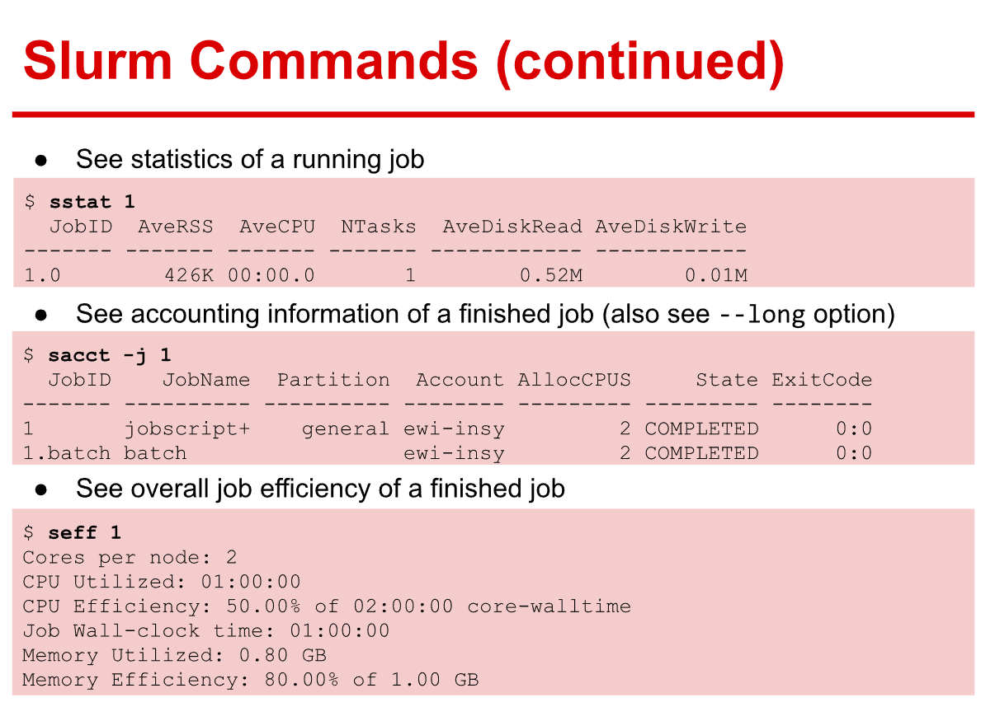 Slurm Commands (continued)
● See statistics of a running job
$ sstat 1
  JobID  AveRSS  AveCPU  NTasks  AveDiskRead AveDiskWrite
------- ------- ------- ------- ------------ ------------
1.0        426K 00:00.0       1        0.52M        0.01M
● See accounting information of a finished job (also see --long option)
$ sacct -j 1
  JobID    JobName  Partition  Account AllocCPUS     State ExitCode
------- ---------- ---------- -------- --------- --------- --------
1       jobscript+    general ewi-insy         2 COMPLETED      0:0
1.batch batch                 ewi-insy         2 COMPLETED      0:0
● See overall job efficiency of a finished job
$ seff 1
Cores per node: 2
CPU Utilized: 01:00:00
CPU Efficiency: 50.00% of 02:00:00 core-walltime
Job Wall-clock time: 01:00:00
Memory Utilized: 0.80 GB
Memory Efficiency: 80.00% of 1.00 GB